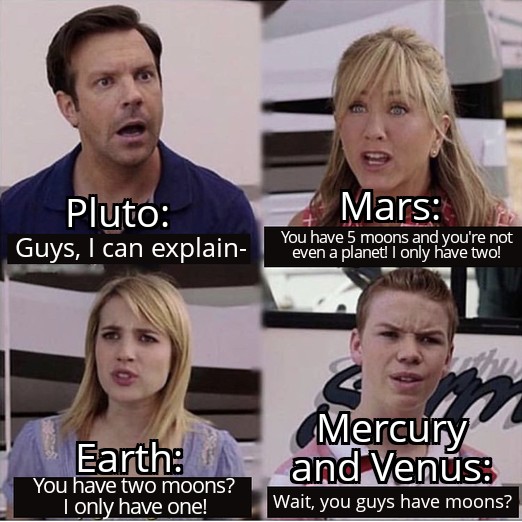 Pluto:
Guys, I can explain-
Mars:
You have 5 moons and you're not
even a planet! I only have two!
Earth:
You have two moons?
I only have one!
Mercury
and Venus:
Wait, you guys have moons?